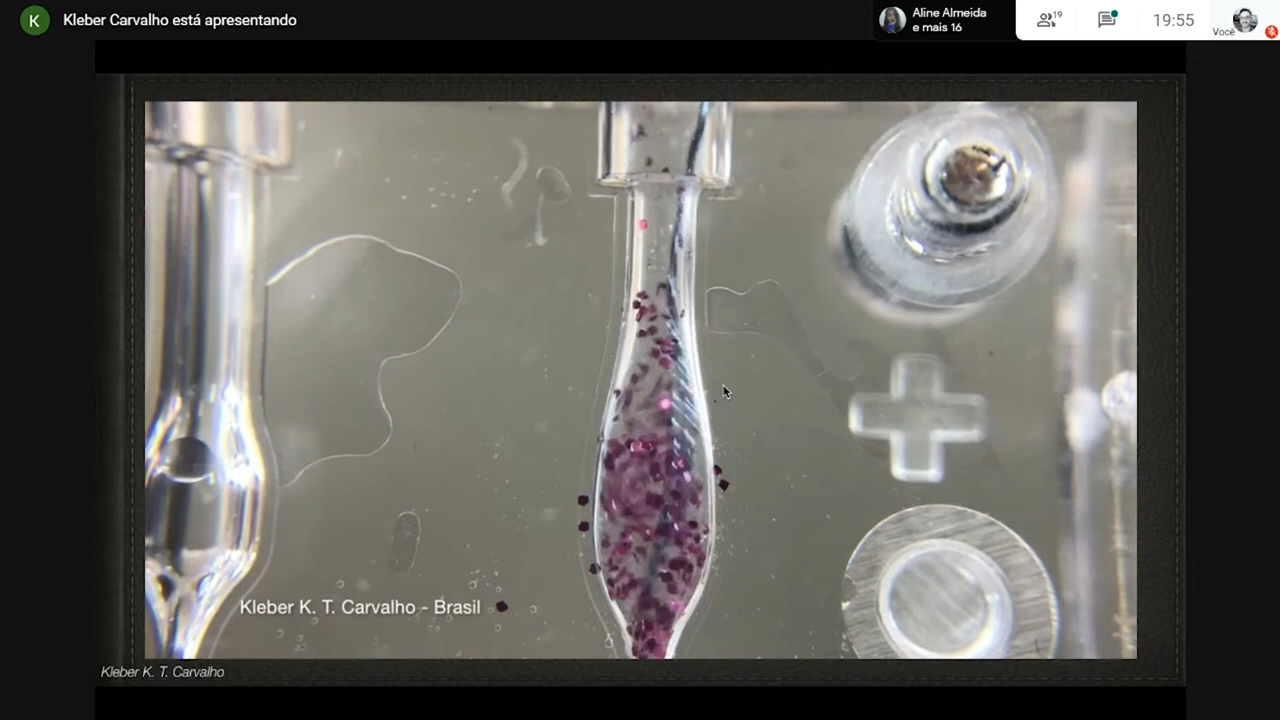 K
Kleber Carvalho está apresentando
Aline Almeida
e mais 16
19
19:55
Você
Kleber K. T. Carvalho - Brasil
Kleber K. T. Carvalho